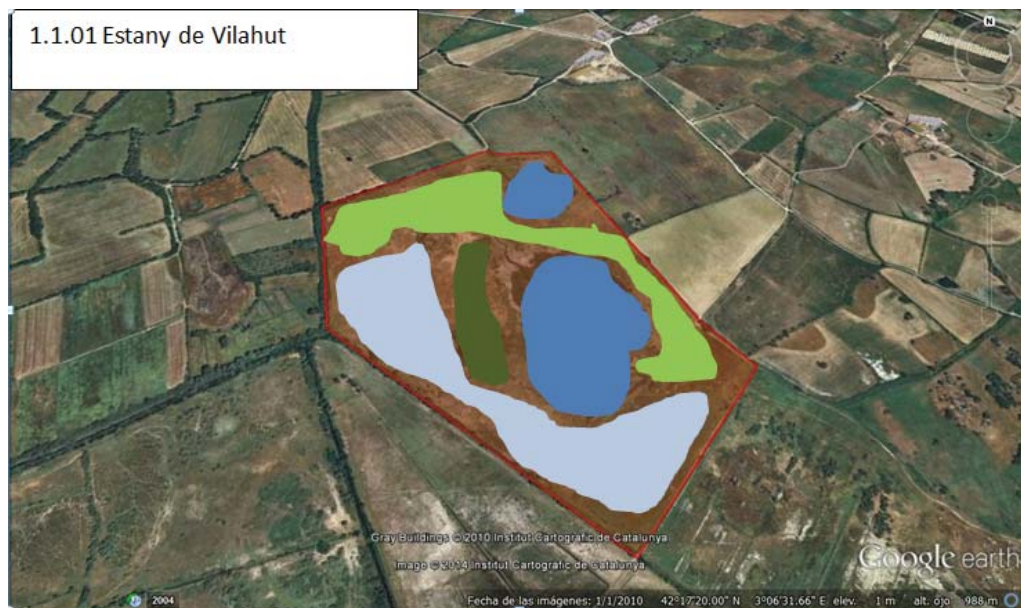 1.1.01 Estany de Vilahut
N
Gray Buildings © 2010 Institut Cartogràfic de Catalunya
Image © 2014 Institut Cartogràfic de Catalunya
Google earth
2004
Fecha de las imágenes: 1/1/2010 42°17'20.00" N 3°06'31.66" E elev. 1 m alt. ojo 988 m